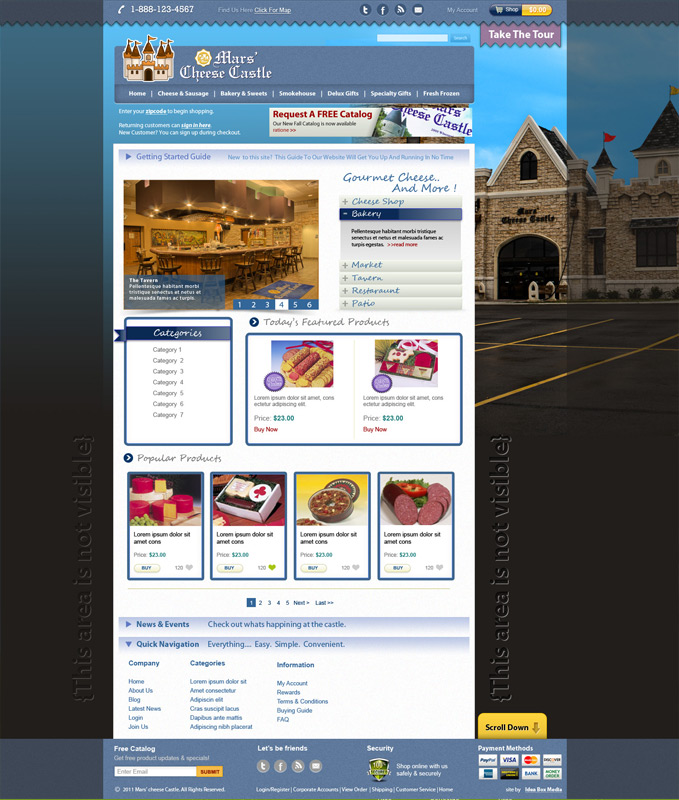 1-888-123-4567
Find Us Here Click For Map
My Account
Shop
$0.00
Search
Take The Tour
Mars'
Cheese Castle
Home | Cheese & Sausage | Bakery & Sweets | Smokehouse | Delux Gifts | Specialty Gifts | Fresh Frozen
Enter your zipcode to begin shopping.
Returning customers can sign in here
New Customer? You can sign up during checkout.
Request A FREE Catalog
Our New Fall Catalog is now available
ratione >>
Cheese Castle
Getting Started Guide
New to this site? This Guide To Our Website Will Get You Up And Running In No Time
Gourmet Cheese..
And More !
+ Cheese Shop
- Bakery
Pellentesque habitant morbi tristique
senectus et netus et malesuada fames ac
turpis egestas. >>read more
+ Market
+ Tavern
+ Restaraunt
+ Patio
The Tavern
Pellentesque habitant morbi
tristique senectus et netus et
malesuada fames ac turpis.
1 2 3 4 5 6
Mars'
Cheese Castle
Categories
Category 1
Category 2
Category 3
Category 4
Category 5
Category 6
Category 7
Today's Featured Products
Lorem ipsum dolor sit amet, cons
ectetur adipiscing elit
Price: $23.00
Buy Now
Lorem ipsum dolor sit amet, cons
ectetur adipiscing elit.
Price: $23.00
Buy Now
Popular Products
Lorem ipsum dolor sit
amet cons
Price: $23.00
BUY
120
Lorem ipsum dolor sit
amet cons
Price: $23.00
BUY
120
Lorem ipsum dolor sit
amet cons
Price: $23.00
BUY
120
Lorem ipsum dolor sit
amet cons
Price: $23.00
BUY
120
1 2 3 4 5 Next > Last >>
{This area is not visible}
{This area is not visible}
News & Events
Check out whats happining at the castle.
Quick Navigation
Everything... Easy. Simple. Convenient.
Company
Home
About Us
Blog
Latest News
Login
Join Us
Categories
Lorem ipsum dolor sit
Amet consectetur
Adipiscin elit
Cras suscipit lacus
Dapibus ante mattis
Adipiscing nibh placerat
Information
My Account
Rewards
Terms & Conditions
Buying Guide
FAQ
Scroll Down
Free Catalog
Get free product updates & specials!
Enter Email
SUBMIT
Let's be friends
Security
Shop online with us
safely & securely
Payment Methods
PayPal
VISA
DISCOVER
BANK
MONEY
ORDER
© 2011 Mars' cheese Castle. All Rights Reserved.
Login/Register | Corporate Accounts | View Order | Shipping | Customer Service | Home
site by Idea Box Media